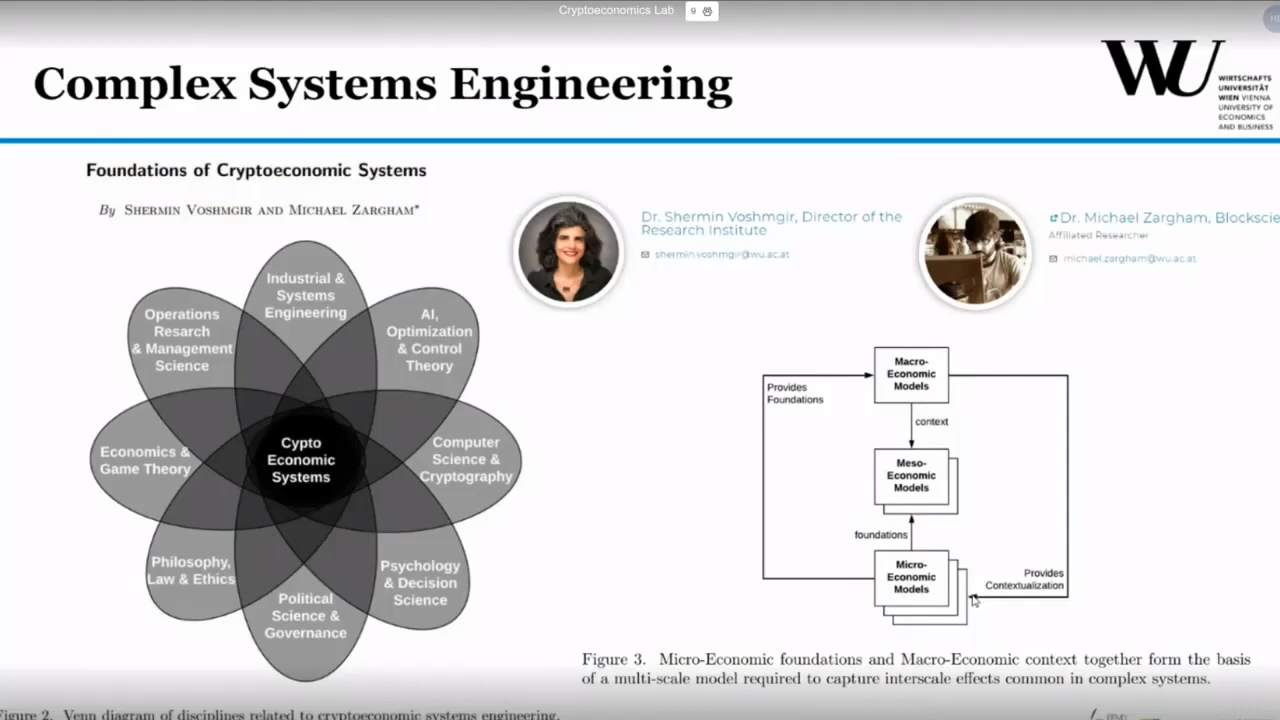 Cryptoeconomics Lab
9
Complex Systems Engineering
WU
WIRTSCHAFTS
UNIVERSITÄT
WIEN VIENNA
UNIVERSITY OF
ECONOMICS
AND BUSINESS
Foundations of Cryptoeconomic Systems
By SHERMIN VOSHMGIR AND MICHAEL ZARGHAM*
Dr. Shermin Voshmgir, Director of the
Research Institute
shermin.voshmgir@wu.ac.at
Dr. Michael Zargham, Blockscie
Affiliated Researcher
michael.zargham@wu.ac.at
Industrial &
Systems
Engineering
Operations
Resarch
& Management
Science
AI,
Optimization
& Control
Theory
Economics &
Game Theory
Cypto
Economic
Systems
Computer
Science &
Cryptography
Philosophy,
Law & Ethics
Psychology
& Decision
Science
Political
Science &
Governance
Macro-
Economic
Models
Provides
Foundations
context
Meso-
Economic
Models
foundations
Micro-
Economic
Models
Provides
Contextualization
Figure 3. Micro-Economic foundations and Macro-Economic context together form the basis
of a multi-scale model required to capture interscale effects common in complex systems.
Figure 2. Venn diagram of disciplines related to cryptoeconomic systems engineering.